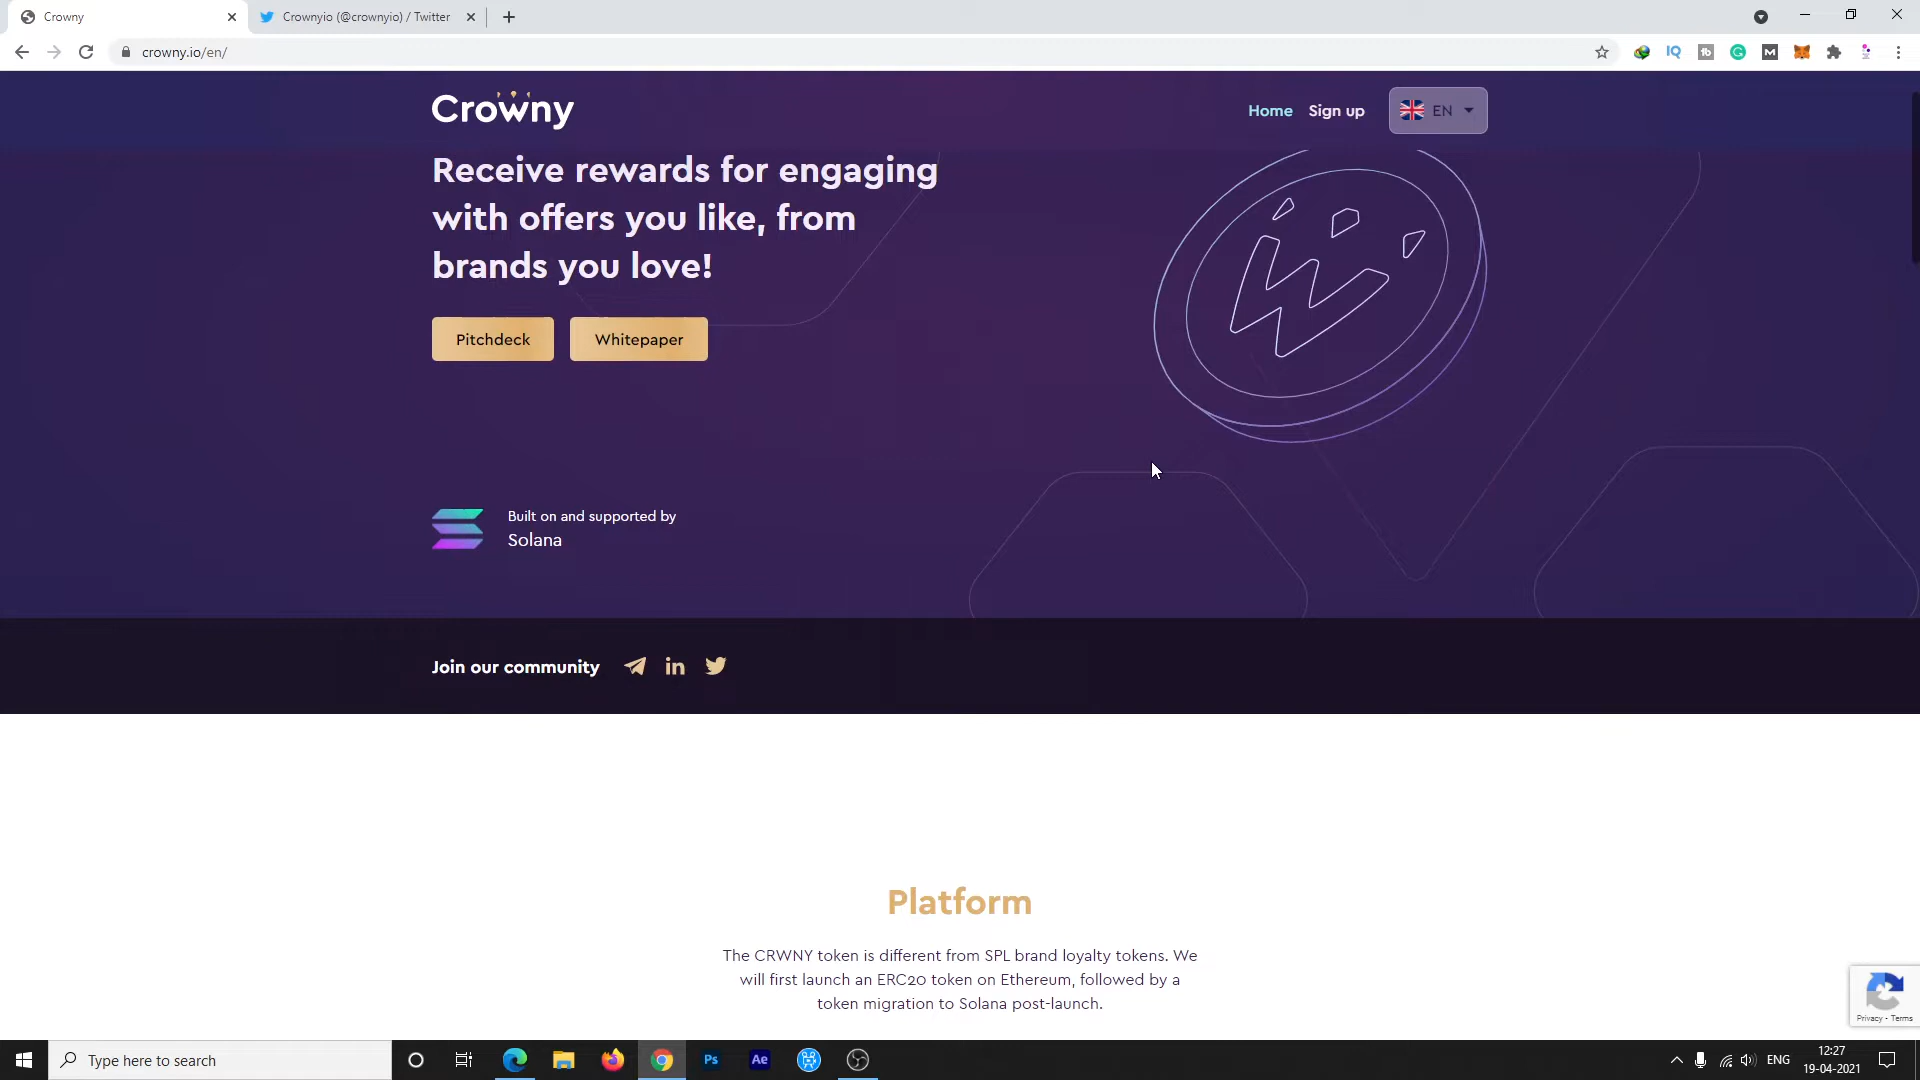 Crowny
Crownyio (@crownyio) / Twitter
crowny.io/en/
Crowny
Home
Sign up
EN
Receive rewards for engaging
with offers you like, from
brands you love!
Pitchdeck
Whitepaper
Built on and supported by
Solana
Join our community
Platform
The CRWNY token is different from SPL brand loyalty tokens. We
will first launch an ERC20 token on Ethereum, followed by a
token migration to Solana post-launch.
Privacy - Terms
Type here to search
Ps
Ae
ENG
12:27
19-04-2021